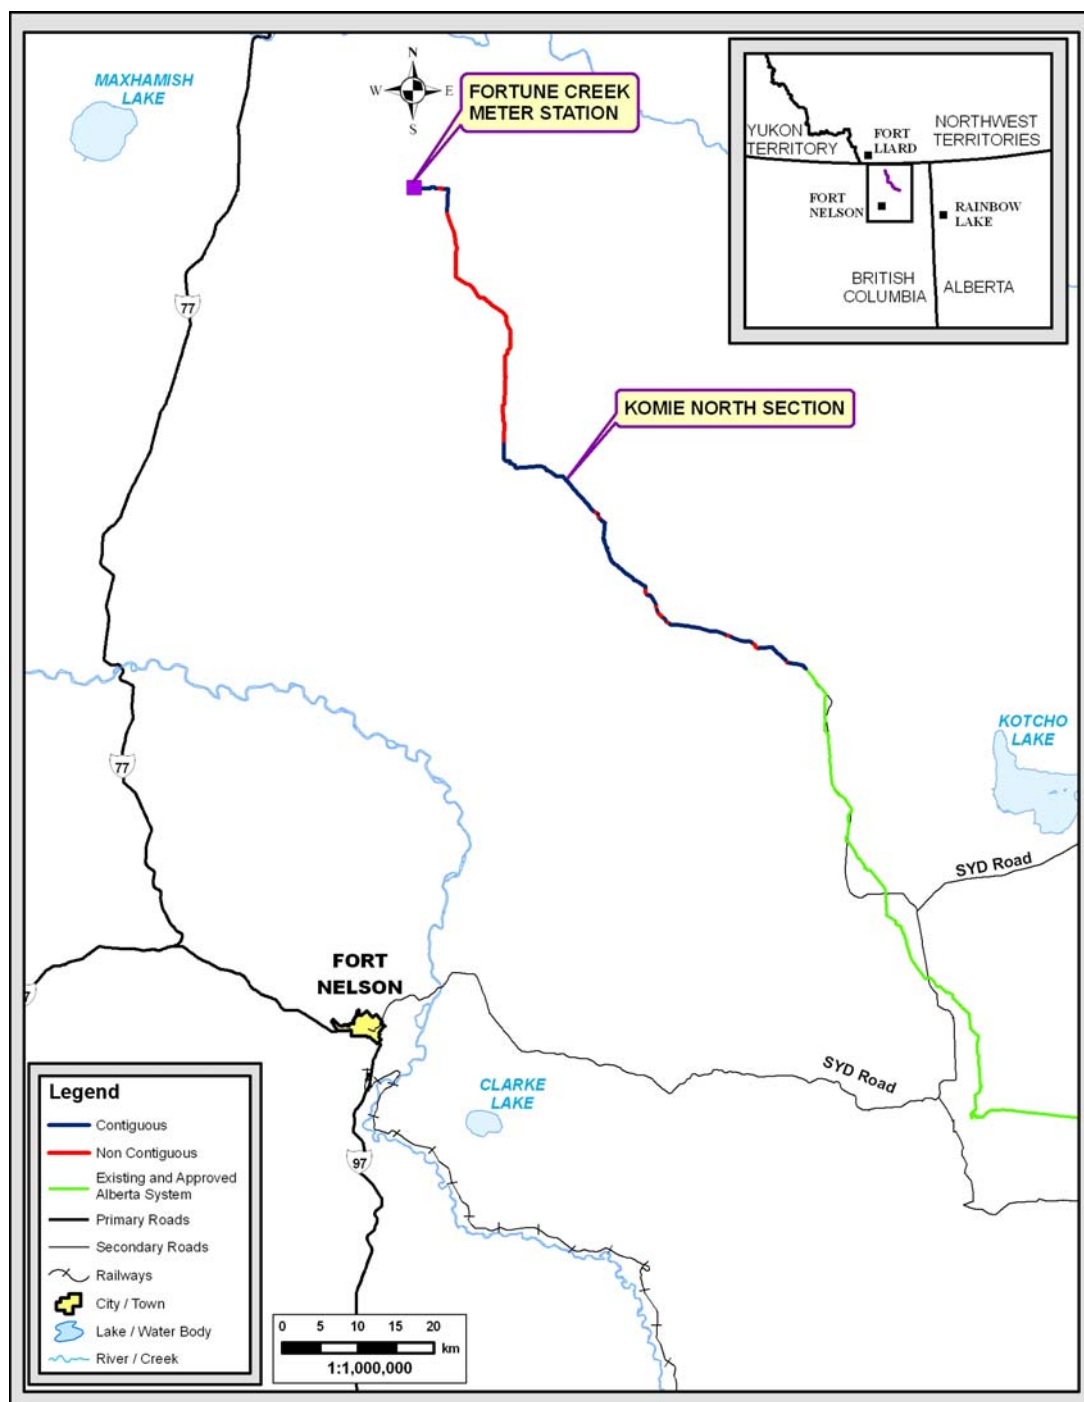 MAXHAMISH
LAKE
N
W
E
S
FORTUNE CREEK
METER STATION
YUKON
TERRITORY
FORT
LIARD
NORTHWEST
TERRITORIES
FORT
NELSON
RAINBOW
LAKE
BRITISH
COLUMBIA
ALBERTA
77
KOMIE NORTH SECTION
KOTCHO
LAKE
77
SYD Road
FORT
NELSON
7
SYD Road
CLARKE
LAKE
97
Legend
Contiguous
Non Contiguous
Existing and Approved
Alberta System
Primary Roads
Secondary Roads
Railways
City / Town
Lake / Water Body
River / Creek
0 5 10 15 20
km
1:1,000,000